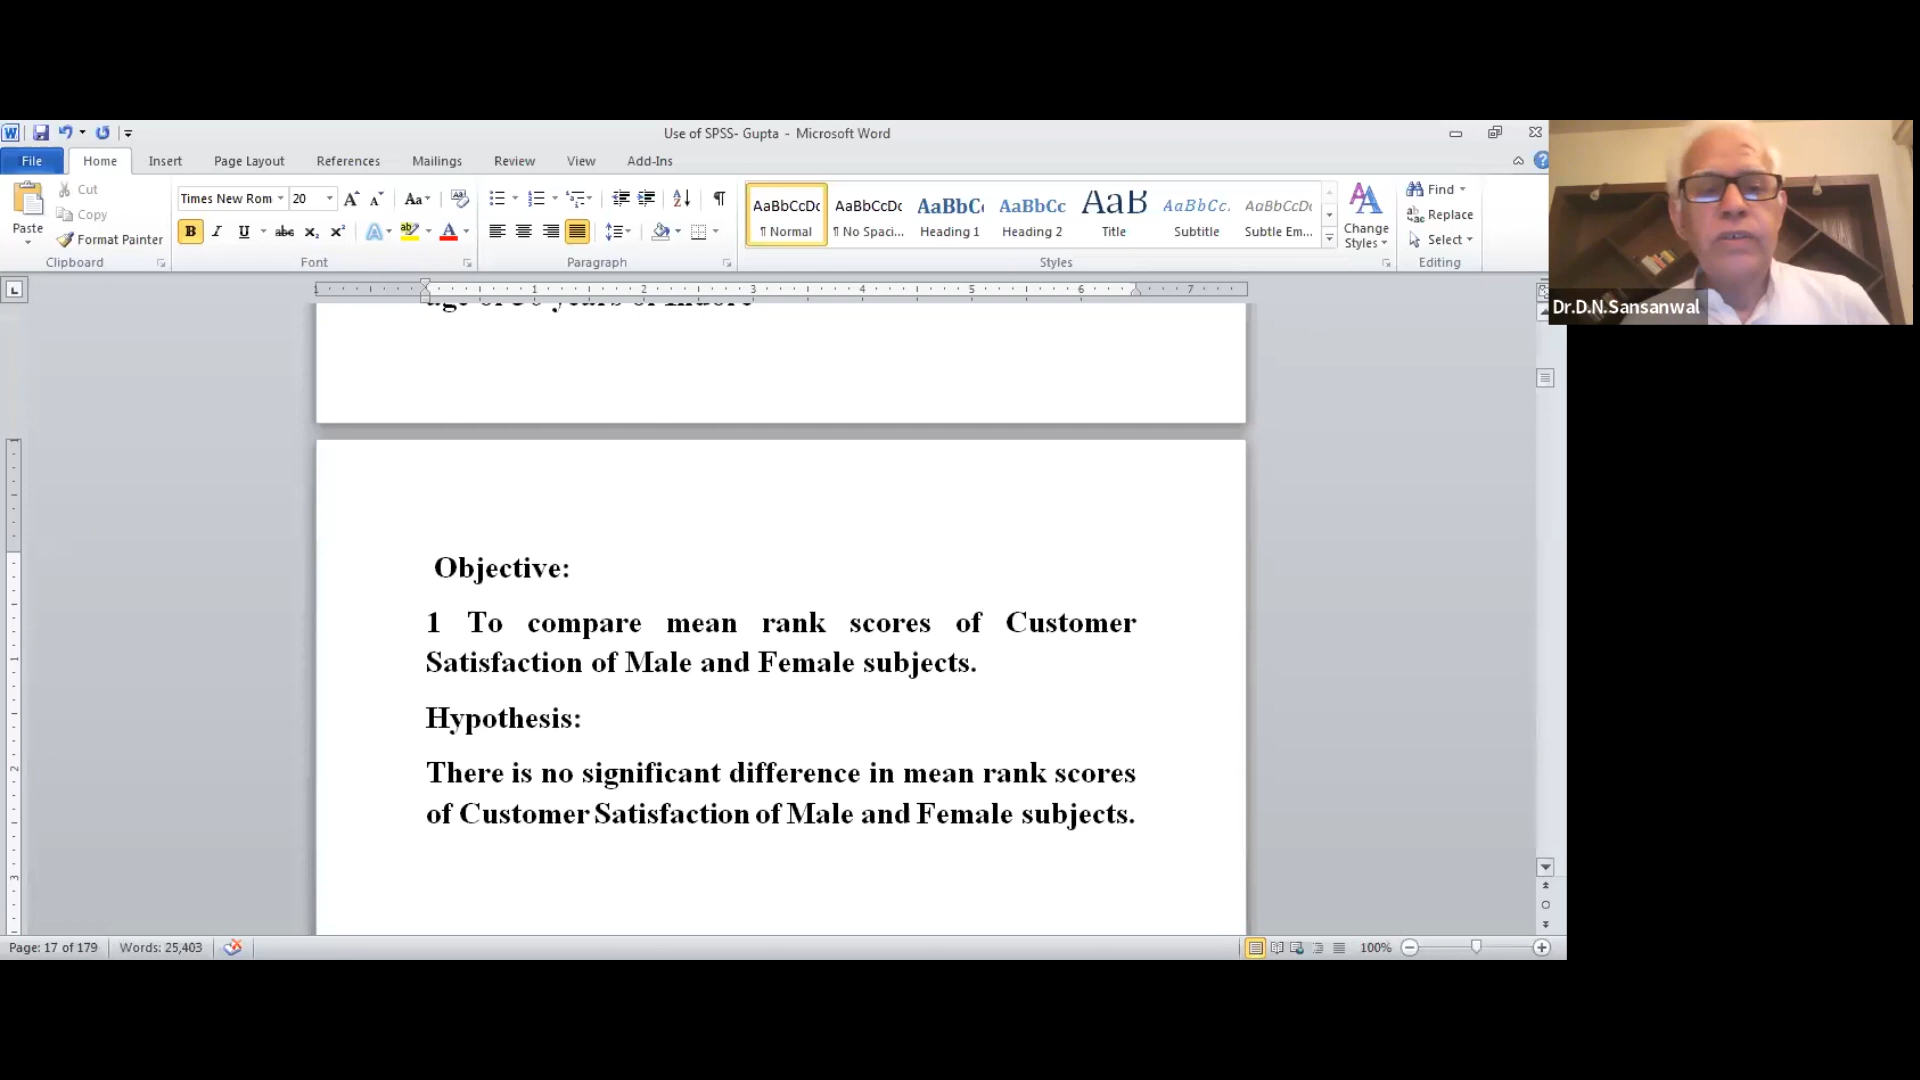 Use of SPSS- Gupta - Microsoft Word
File Home Insert Page Layout References Mailings Review View Add-Ins
Cut
Copy
Format Painter
Paste
Clipboard
Times New Rom 20
Font
Paragraph
AaBbCcDc AaBbCcDc AaBbC AaBbCc AaB AaBbCc. AaBbCcDc
¶ Normal ¶ No Spaci... Heading 1 Heading 2 Title Subtitle Subtle Em...
Change
Styles
Styles
Find
Replace
Select
Editing
Dr.D.N.Sansanwal
Objective:
1 To compare mean rank scores of Customer
Satisfaction of Male and Female subjects.
Hypothesis:
There is no significant difference in mean rank scores
of Customer Satisfaction of Male and Female subjects.
Page: 17 of 179 Words: 25,403
100%